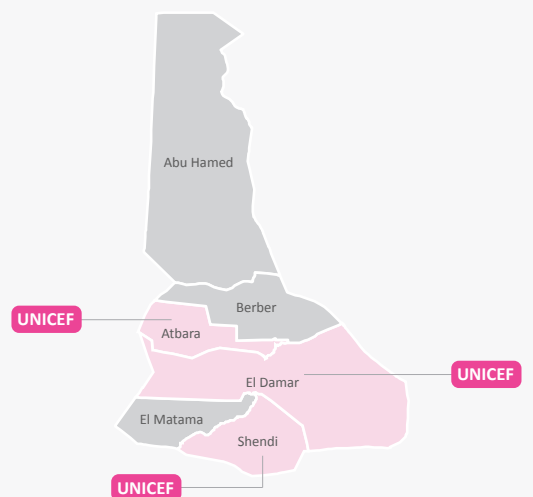 Abu Hamed
Berber
UNICEF
Atbara
UNICEF
El Damar
El Matama
Shendi
UNICEF